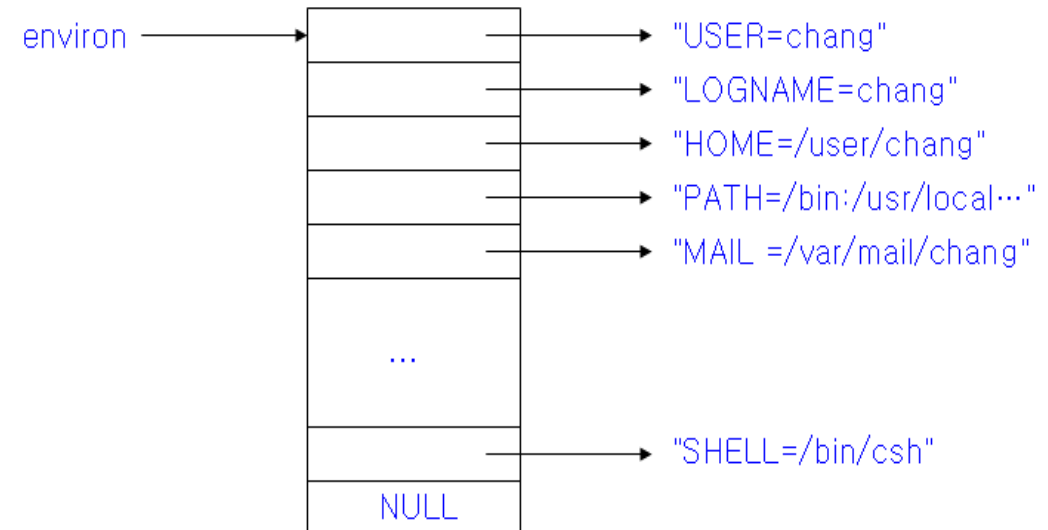 environ
"USER=chang"
"LOGNAME=chang"
"HOME=/user/chang"
"PATH=/bin:/usr/local···"
"MAIL =/var/mail/chang"
...
"SHELL=/bin/csh"
NULL